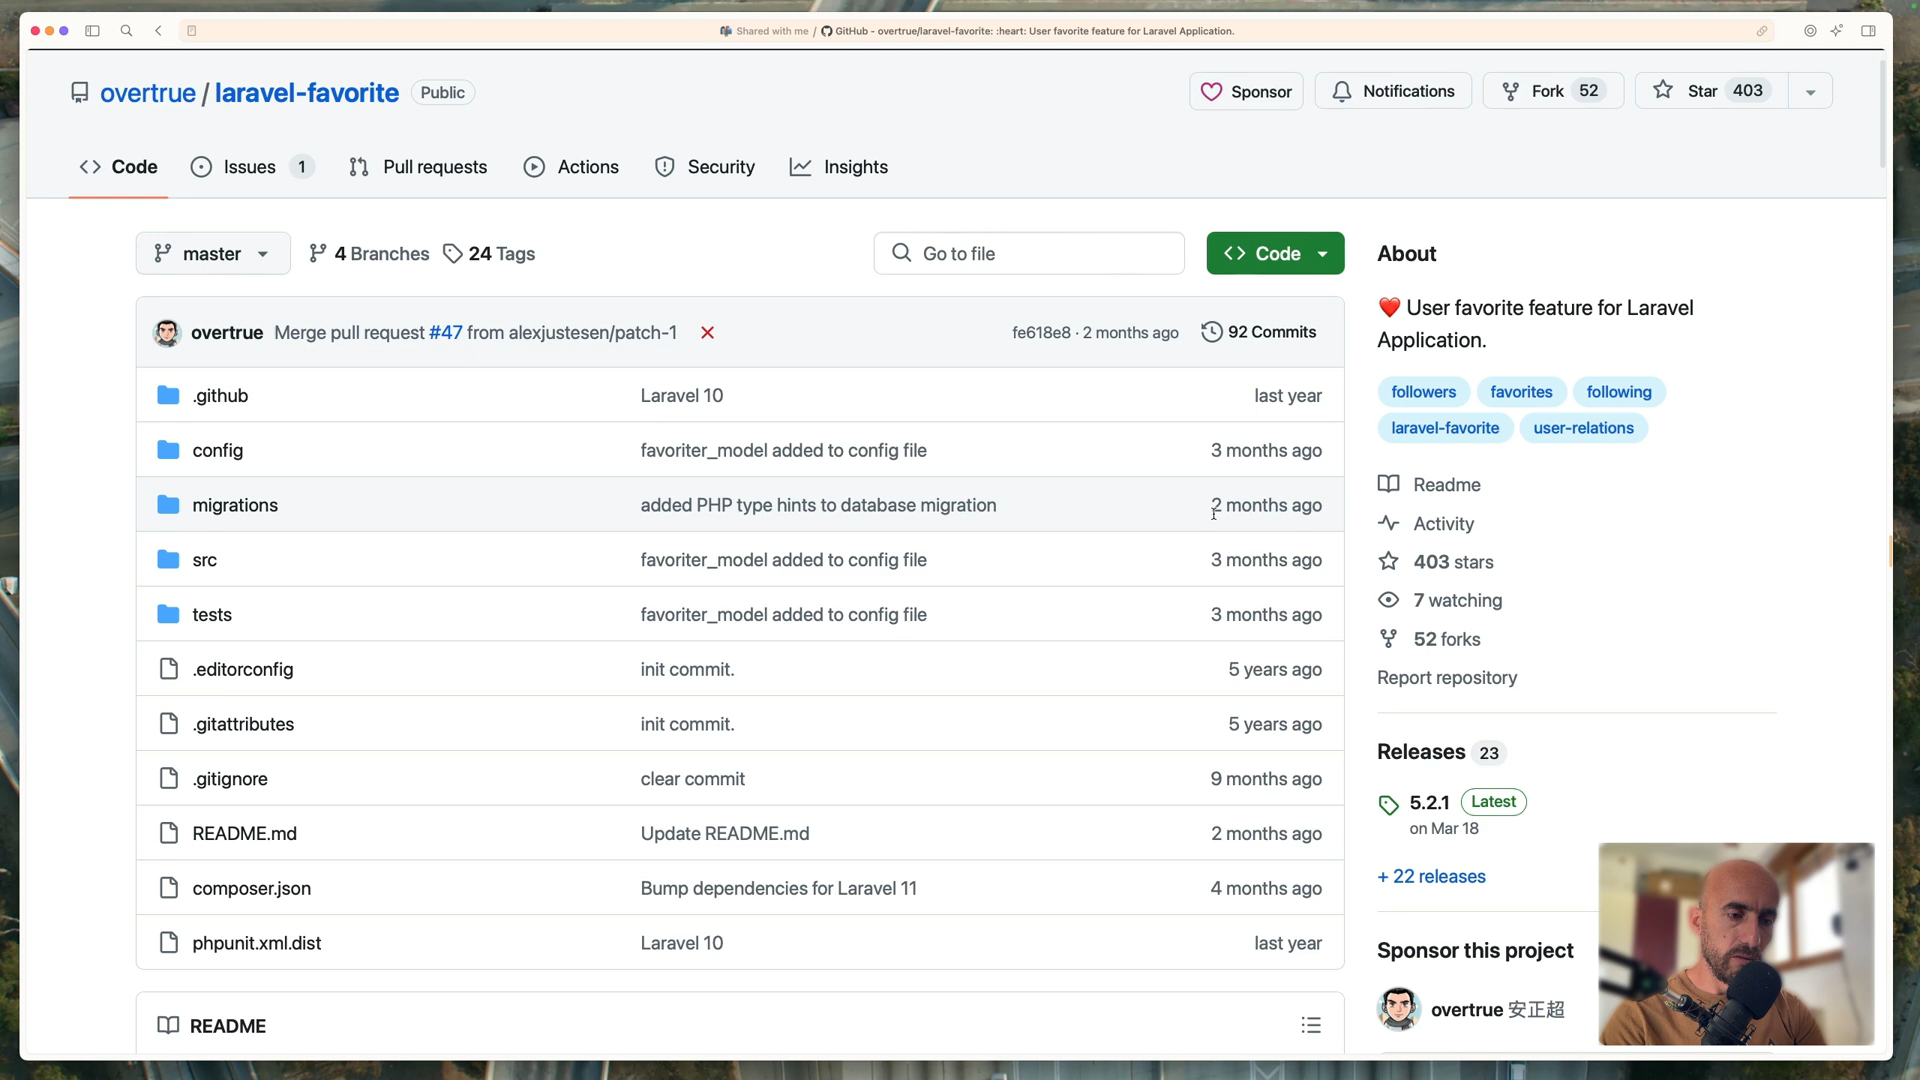 Shared with me / GitHub - overtrue/laravel-favorite: :heart: User favorite feature for Laravel Application.
overtrue / laravel-favorite Public
Sponsor
Notifications
Fork 52
Star 403
Code
Issues 1
Pull requests
Actions
Security
Insights
master
4 Branches
24 Tags
Go to file
Code
overtrue Merge pull request #47 from alexjustesen/patch-1
fe618e8 · 2 months ago
92 Commits
.github Laravel 10 last year
config favoriter_model added to config file 3 months ago
migrations added PHP type hints to database migration 2 months ago
src favoriter_model added to config file 3 months ago
tests favoriter_model added to config file 3 months ago
.editorconfig init commit. 5 years ago
.gitattributes init commit. 5 years ago
.gitignore clear commit 9 months ago
README.md Update README.md 2 months ago
composer.json Bump dependencies for Laravel 11 4 months ago
phpunit.xml.dist Laravel 10 last year
README
About
User favorite feature for Laravel
Application.
followers favorites following
laravel-favorite user-relations
Readme
Activity
403 stars
7 watching
52 forks
Report repository
Releases 23
5.2.1 Latest
on Mar 18
+ 22 releases
Sponsor this project
overtrue 安正超